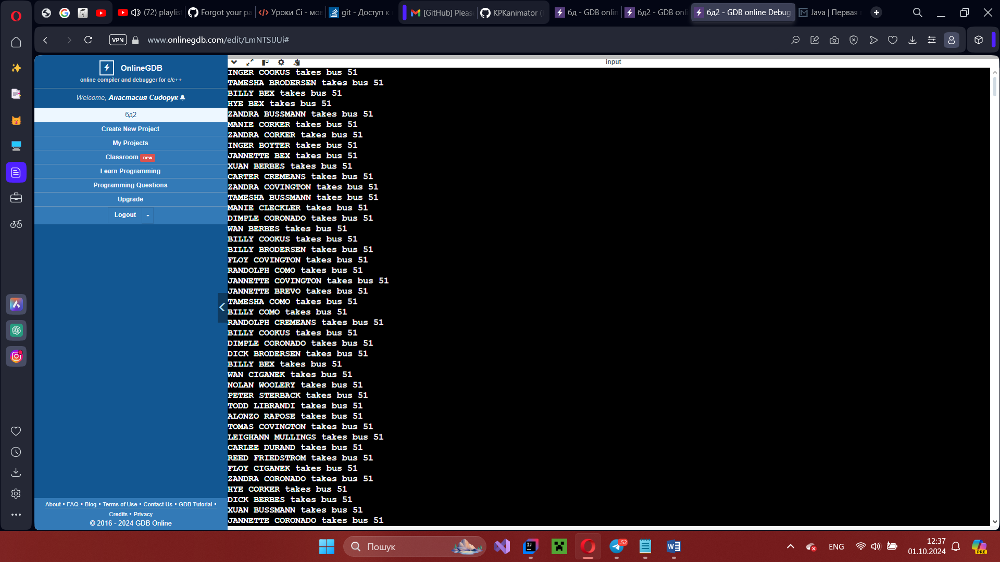 (72) playlis
Forgot your pa
Уроки Сі - мов
git - Доступ к
[GitHub] Pleas
KPKanimator (
бд - GDB onlin
бд2 - GDB onl
бд2 - GDB online Debug
Java | Первая
VPN
www.onlinegdb.com/edit/LmNTSlJUi#
OnlineGDB
online compiler and debugger for c/c++
Welcome, Анастасия Сидорук
бд2
Create New Project
My Projects
Classroom new
Learn Programming
Programming Questions
Upgrade
Logout
About • FAQ • Blog • Terms of Use • Contact Us • GDB Tutorial •
Credits • Privacy
© 2016 - 2024 GDB Online
input
INGER COOKUS takes bus 51
TAMESHA BRODERSEN takes bus 51
BILLY BEX takes bus 51
HYE BEX takes bus 51
ZANDRA BUSSMANN takes bus 51
MANIE CORKER takes bus 51
ZANDRA CORKER takes bus 51
INGER BOYTER takes bus 51
JANNETTE BEX takes bus 51
XUAN BERBES takes bus 51
CARTER CREMEANS takes bus 51
ZANDRA COVINGTON takes bus 51
TAMESHA BUSSMANN takes bus 51
MANIE CLECKLER takes bus 51
DIMPLE CORONADO takes bus 51
WAN BERBES takes bus 51
BILLY COOKUS takes bus 51
BILLY BRODERSEN takes bus 51
FLOY COVINGTON takes bus 51
RANDOLPH COMO takes bus 51
JANNETTE COVINGTON takes bus 51
JANNETTE BREVO takes bus 51
TAMESHA COMO takes bus 51
BILLY COMO takes bus 51
RANDOLPH CREMEANS takes bus 51
BILLY COOKUS takes bus 51
DIMPLE CORONADO takes bus 51
DICK BRODERSEN takes bus 51
BILLY BEX takes bus 51
WAN CIGANEK takes bus 51
NOLAN WOOLERY takes bus 51
PETER STERBACK takes bus 51
TODD LIBRANDI takes bus 51
ALONZO RAPOSE takes bus 51
TOMAS COVINGTON takes bus 51
LEIGHANN MULLINGS takes bus 51
CARLEE DURAND takes bus 51
REED FRIEDSTROM takes bus 51
FLOY CIGANEK takes bus 51
ZANDRA CORONADO takes bus 51
HYE CORKER takes bus 51
DICK BERBES takes bus 51
XUAN BUSSMANN takes bus 51
JANNETTE CORONADO takes bus 51
Пошук
52
ENG
12:37
01.10.2024
PRE